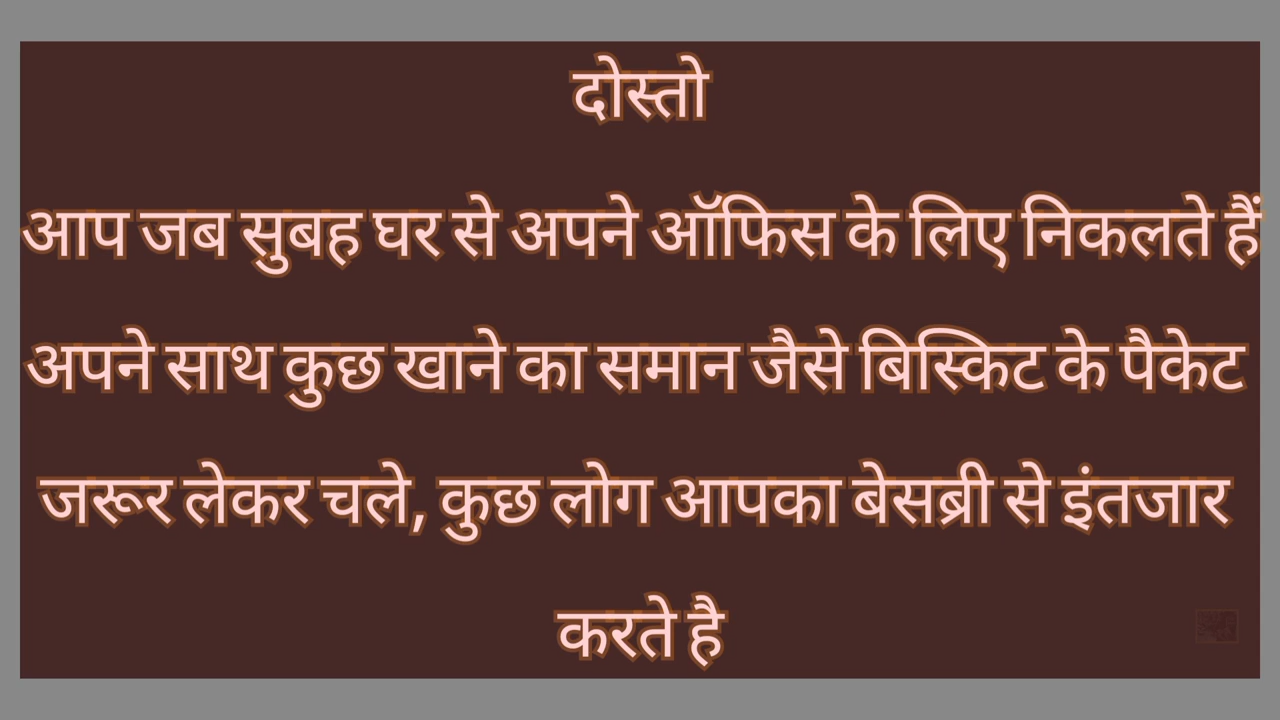 दोस्तो
आप जब सुबह घर से अपने ऑफिस के लिए निकलते हैं
अपने साथ कुछ खाने का समान जैसे बिस्किट के पैकेट
जरूर लेकर चले, कुछ लोग आपका बेसब्री से इंतजार
करते है